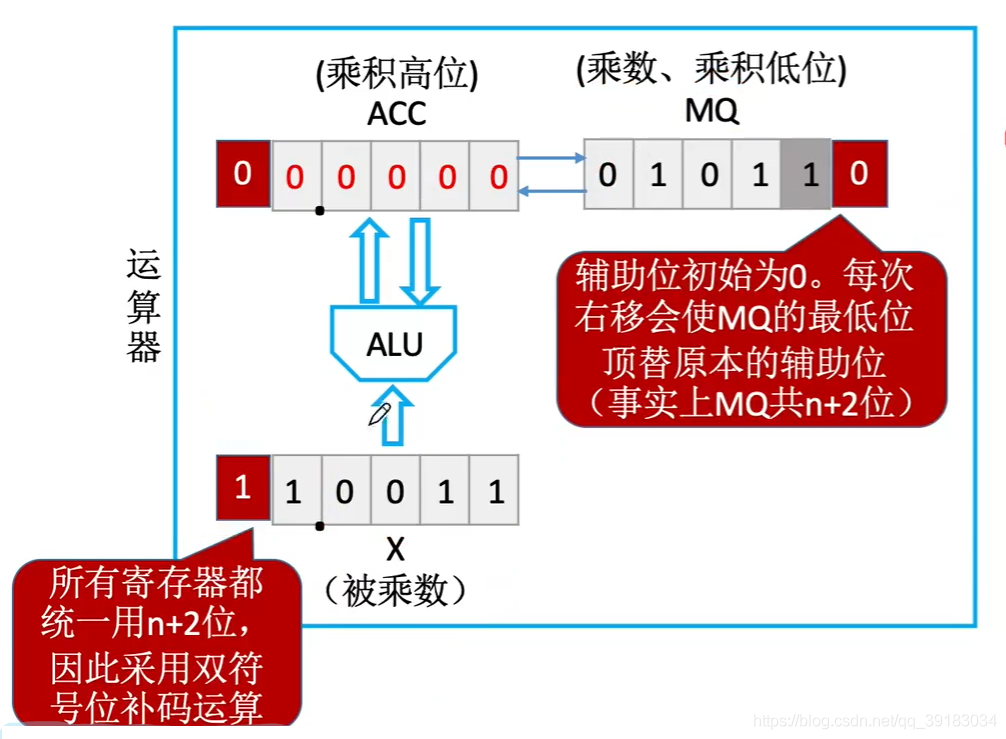 (乘积高位)
ACC
(乘数、乘积低位)
MQ
0 0 0 0 0 0
0 1 0 1 1 0
运算器
ALU
辅助位初始为0。每次
右移会使MQ的最低位
顶替原本的辅助位
（事实上MQ共n+2位）
1 1 0 0 1 1
X
（被乘数）
所有寄存器都
统一用n+2位，
因此采用双符
号位补码运算
https://blog.csdn.net/qq_39183034